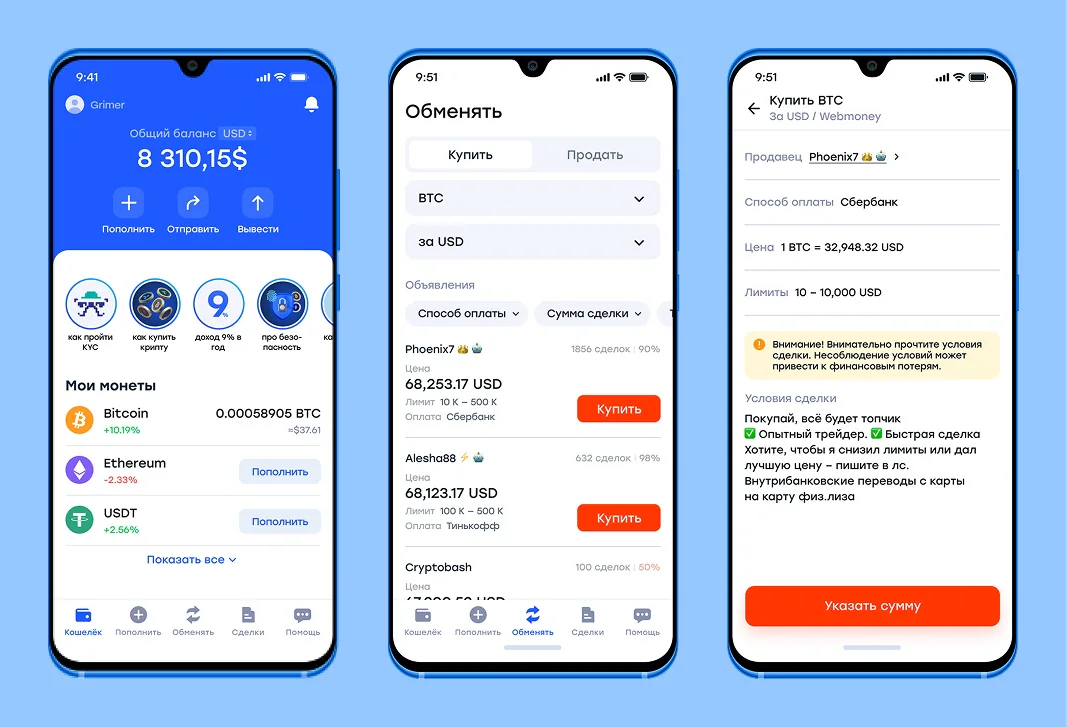 9:41
Grimer
Общий баланс USD
8 310,15$
Пополнить Отправить Вывести
9%
как пройти KYC
как купить крипту
доход 9% в год
про безо-пасность
ка
Мои монеты
Bitcoin 0.00058905 BTC
+10.19% ≈$37.61
Ethereum Пополнить
-2.33%
USDT Пополнить
+2.56%
Показать все
Кошелёк Пополнить Обменять Сделки Помощь
9:51
Обменять
Купить Продать
BTC
за USD
Объявления
Способ оплаты Сумма сделки
Phoenix7 1856 сделок | 90%
Цена
68,253.17 USD
Лимит 10 К – 500 К
Оплата Сбербанк
Купить
Alesha88 632 сделок | 98%
Цена
68,123.17 USD
Лимит 100 К – 500 К
Оплата Тинькофф
Купить
Cryptobash 100 сделок | 50%
Цена
Кошелёк Пополнить Обменять Сделки Помощь
9:51
Купить BTC
За USD / Webmoney
Продавец Phoenix7
Способ оплаты Сбербанк
Цена 1 BTC = 32,948.32 USD
Лимиты 10 – 10,000 USD
Внимание! Внимательно прочтите условия
сделки. Несоблюдение условий может
привести к финансовым потерям.
Условия сделки
Покупай, всё будет топчик
✅ Опытный трейдер. ✅ Быстрая сделка
Хотите, чтобы я снизил лимиты или дал
лучшую цену – пишите в лс.
Внутрибанковские переводы с карты
на карту физ.лиза
Указать сумму